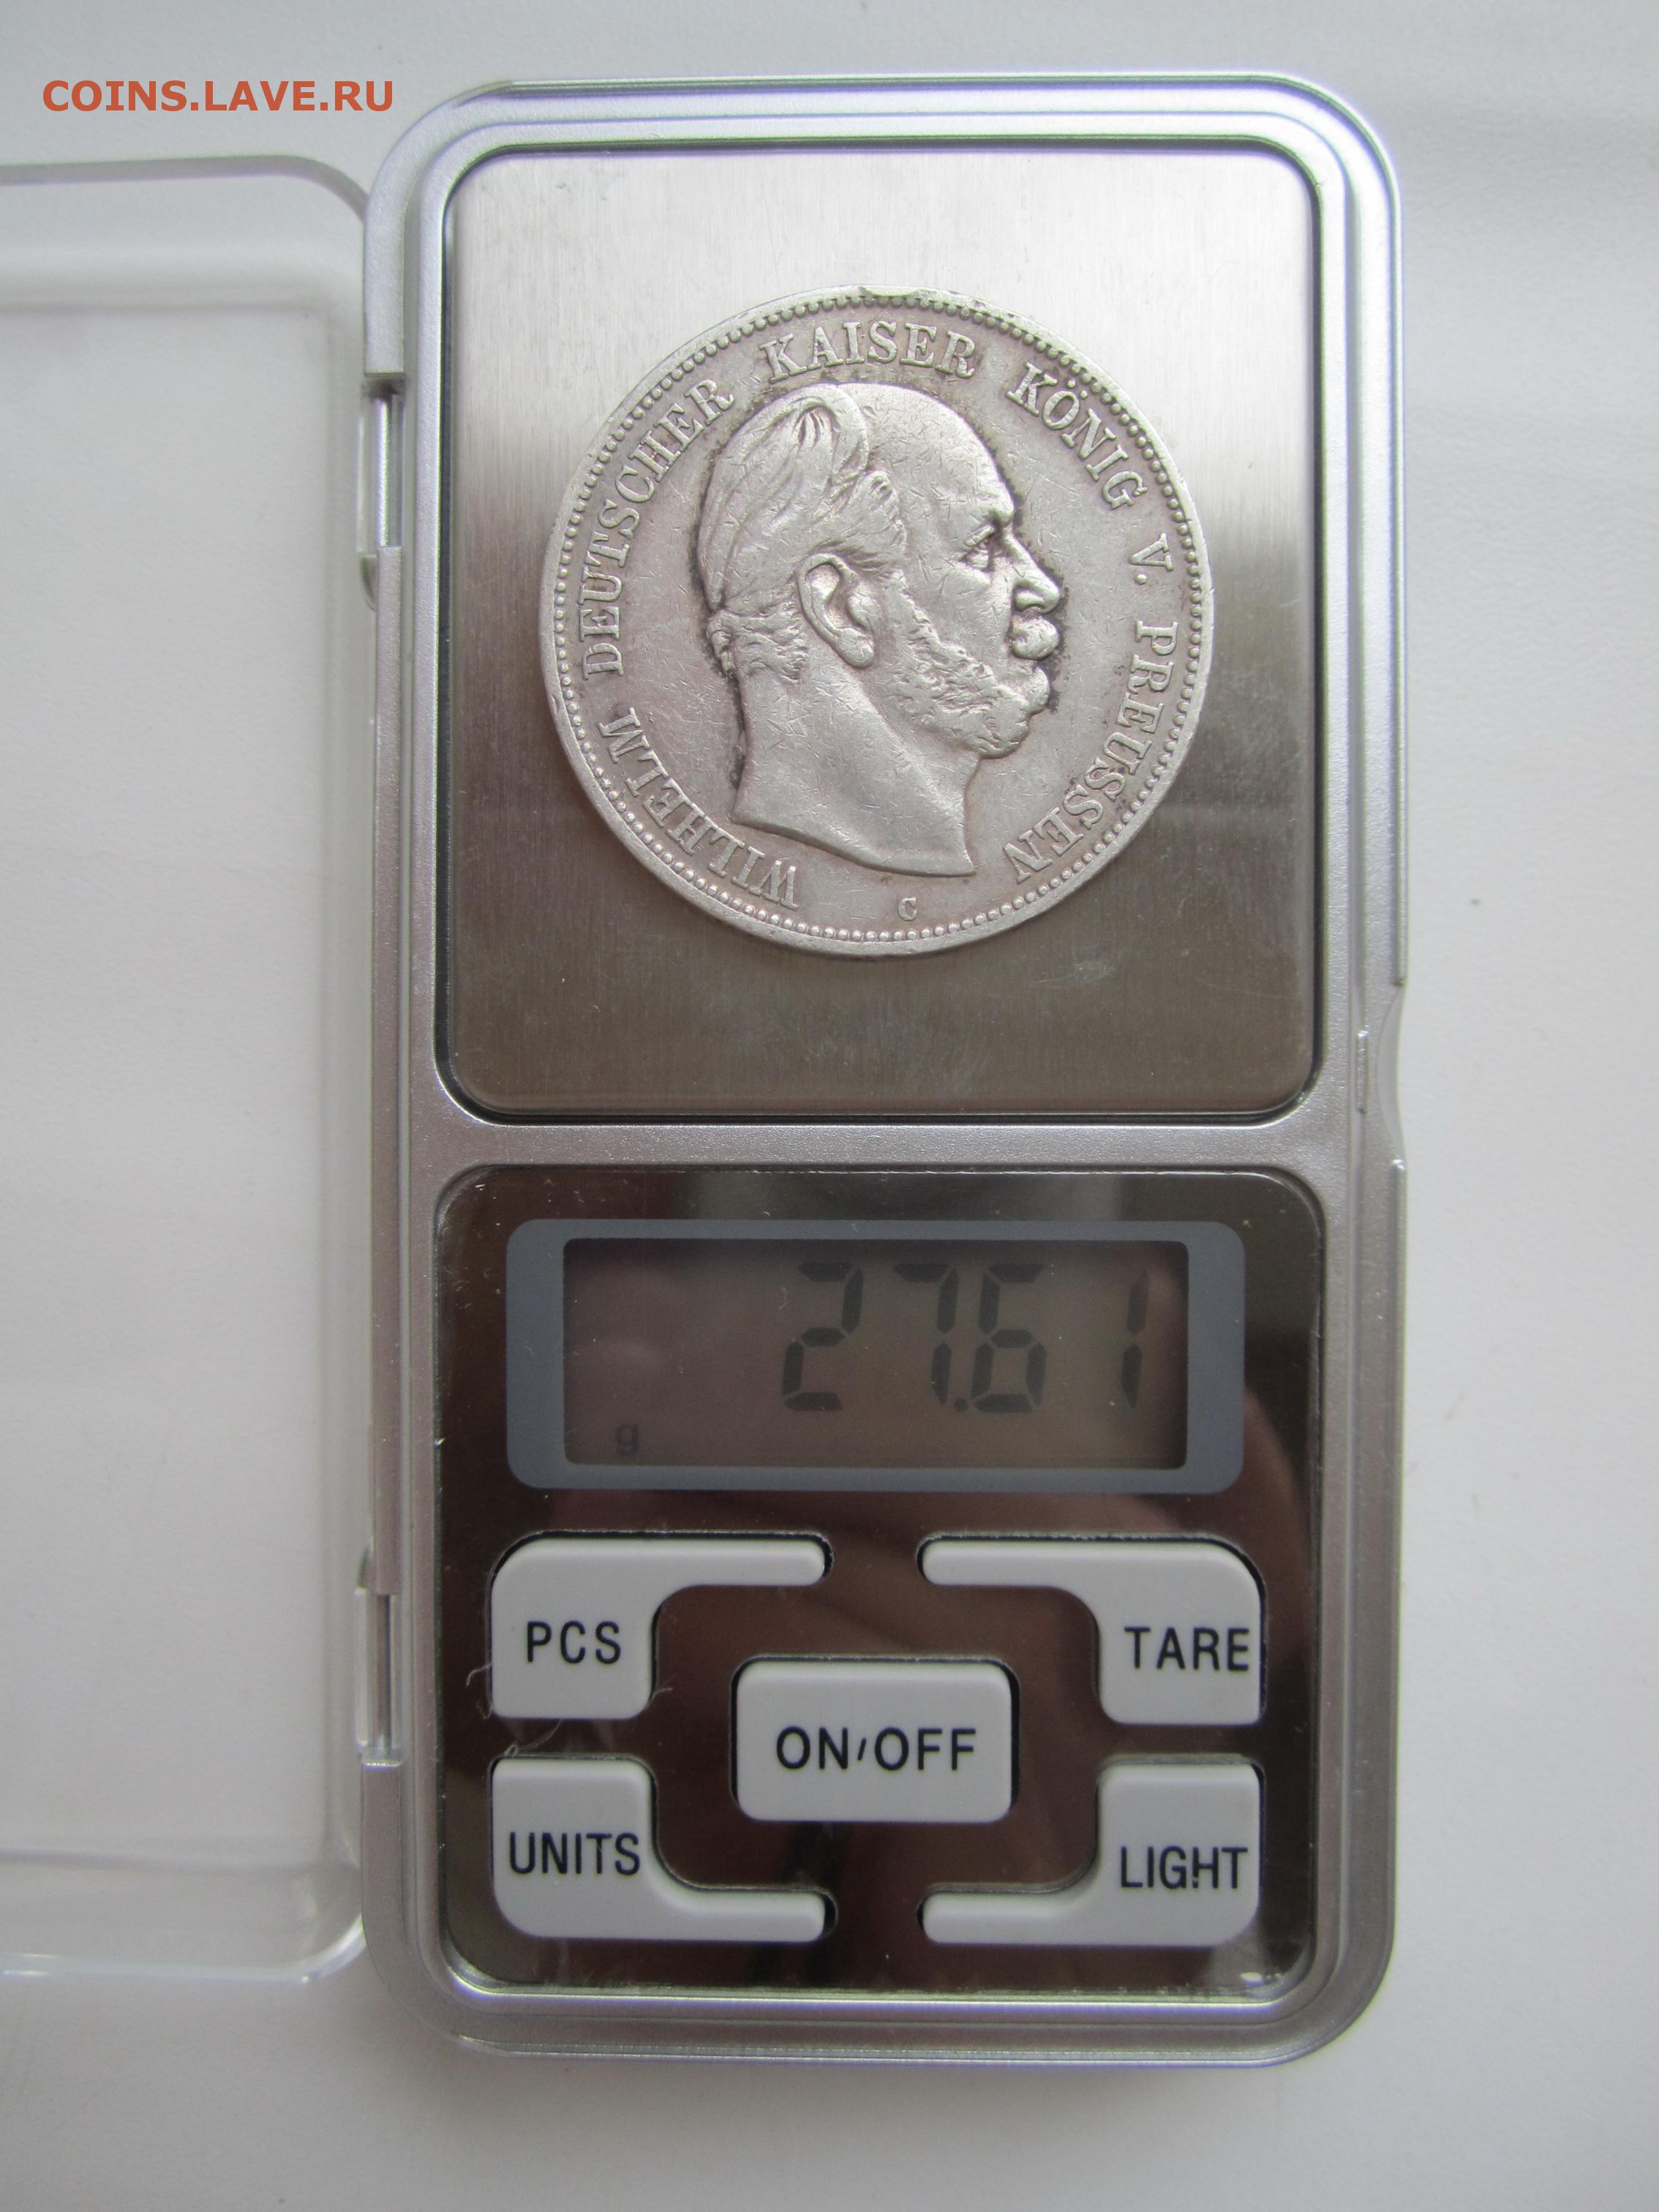 COINS.LAVE.RU
WILHELM DEUTSCHER KAISER KÖNIG V. PREUSSEN
C
27.61
g
PCS
TARE
ON/OFF
UNITS
LIGHT